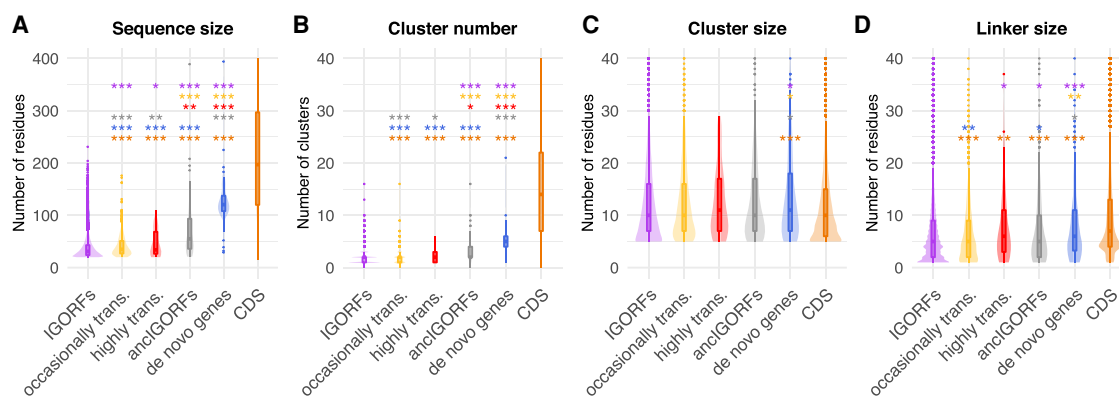 A
Sequence size
Number of residues
400
300
200
100
0
*** * *** ***
*** ***
** ***
*** ** ***
*** *** *** ***
*** *** *** ***
IGORFs
occasionally trans.
highly trans.
ancIGORFs
de novo genes
CDS
B
Cluster number
Number of clusters
40
30
20
10
0
*** ***
*** ***
* ***
*** * ***
*** *** *** ***
*** *** *** ***
IGORFs
occasionally trans.
highly trans.
ancIGORFs
de novo genes
CDS
C
Cluster size
Number of residues
40
30
20
10
0
*
*
*
***
IGORFs
occasionally trans.
highly trans.
ancIGORFs
de novo genes
CDS
D
Linker size
Number of residues
40
30
20
10
0
* * ***
**
*
** * **
*** ** *** ***
IGORFs
occasionally trans.
highly trans.
ancIGORFs
de novo genes
CDS